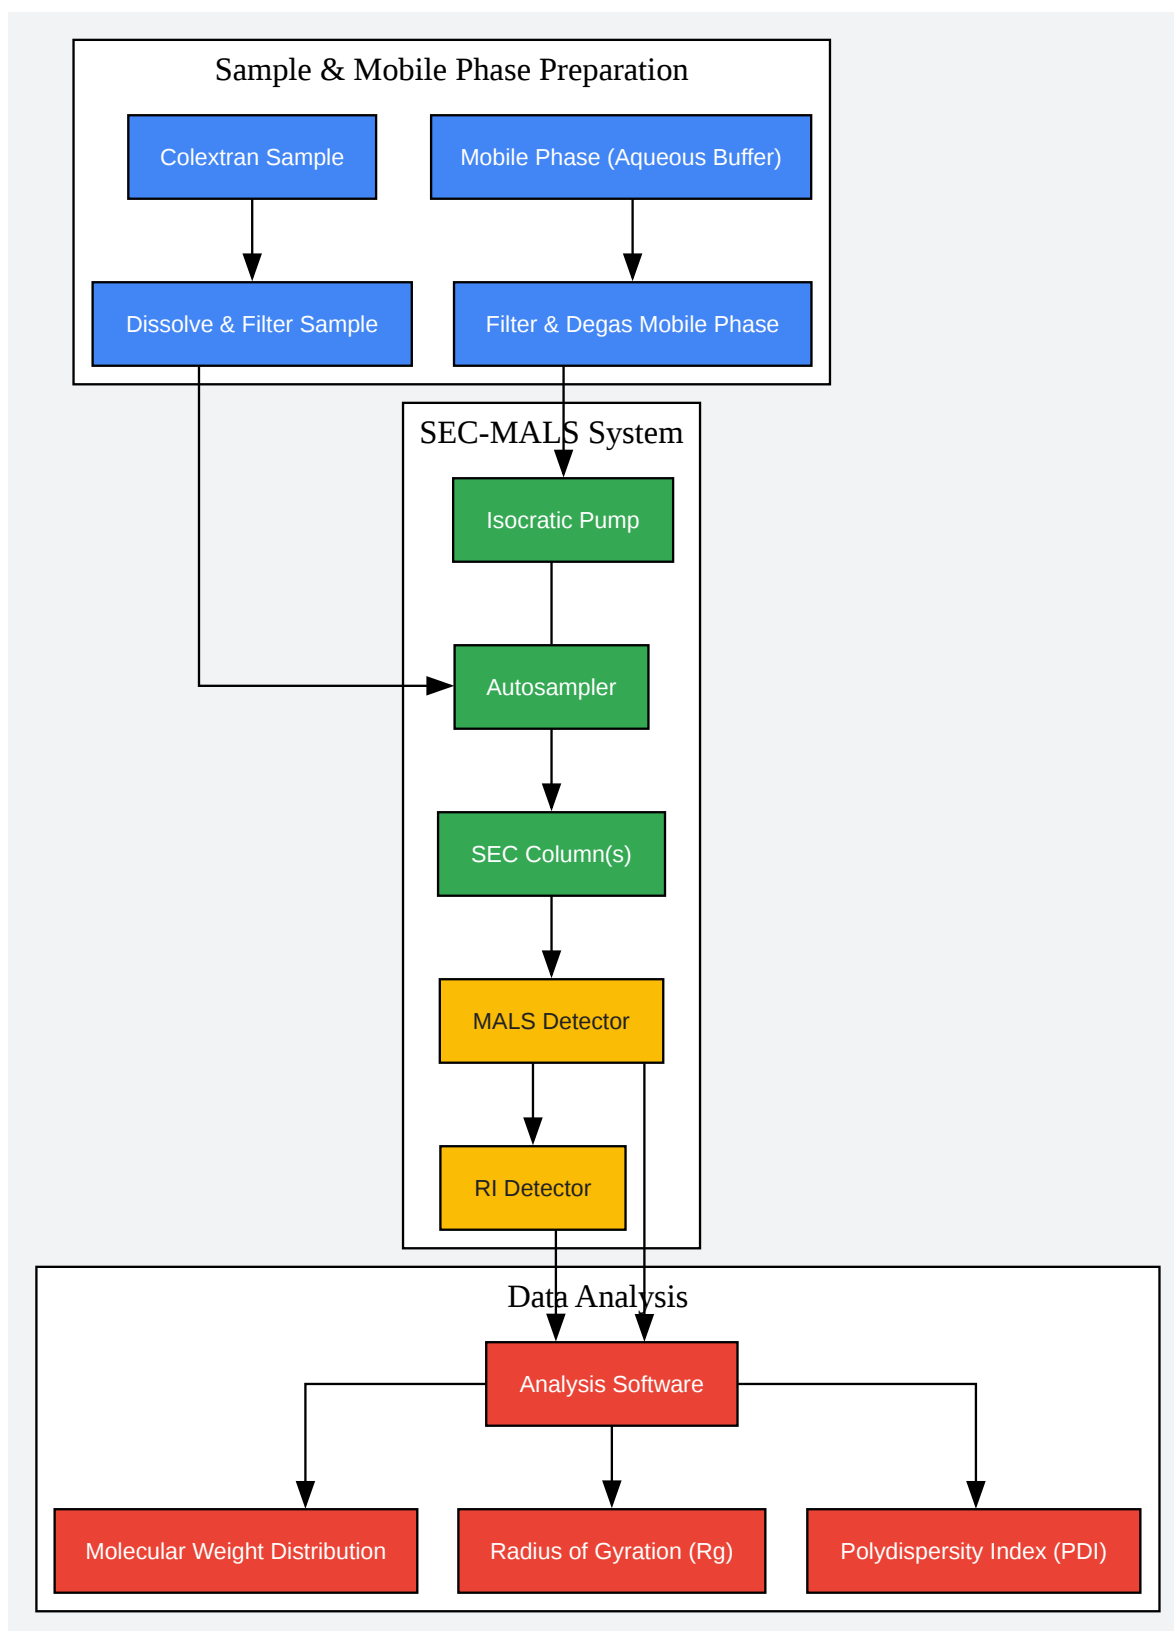 Sample & Mobile Phase Preparation
Colextran Sample
Mobile Phase (Aqueous Buffer)
Dissolve & Filter Sample
Filter & Degas Mobile Phase
SEC-MALS System
Isocratic Pump
Autosampler
SEC Column(s)
MALS Detector
RI Detector
Data Analysis
Analysis Software
Molecular Weight Distribution
Radius of Gyration (Rg)
Polydispersity Index (PDI)